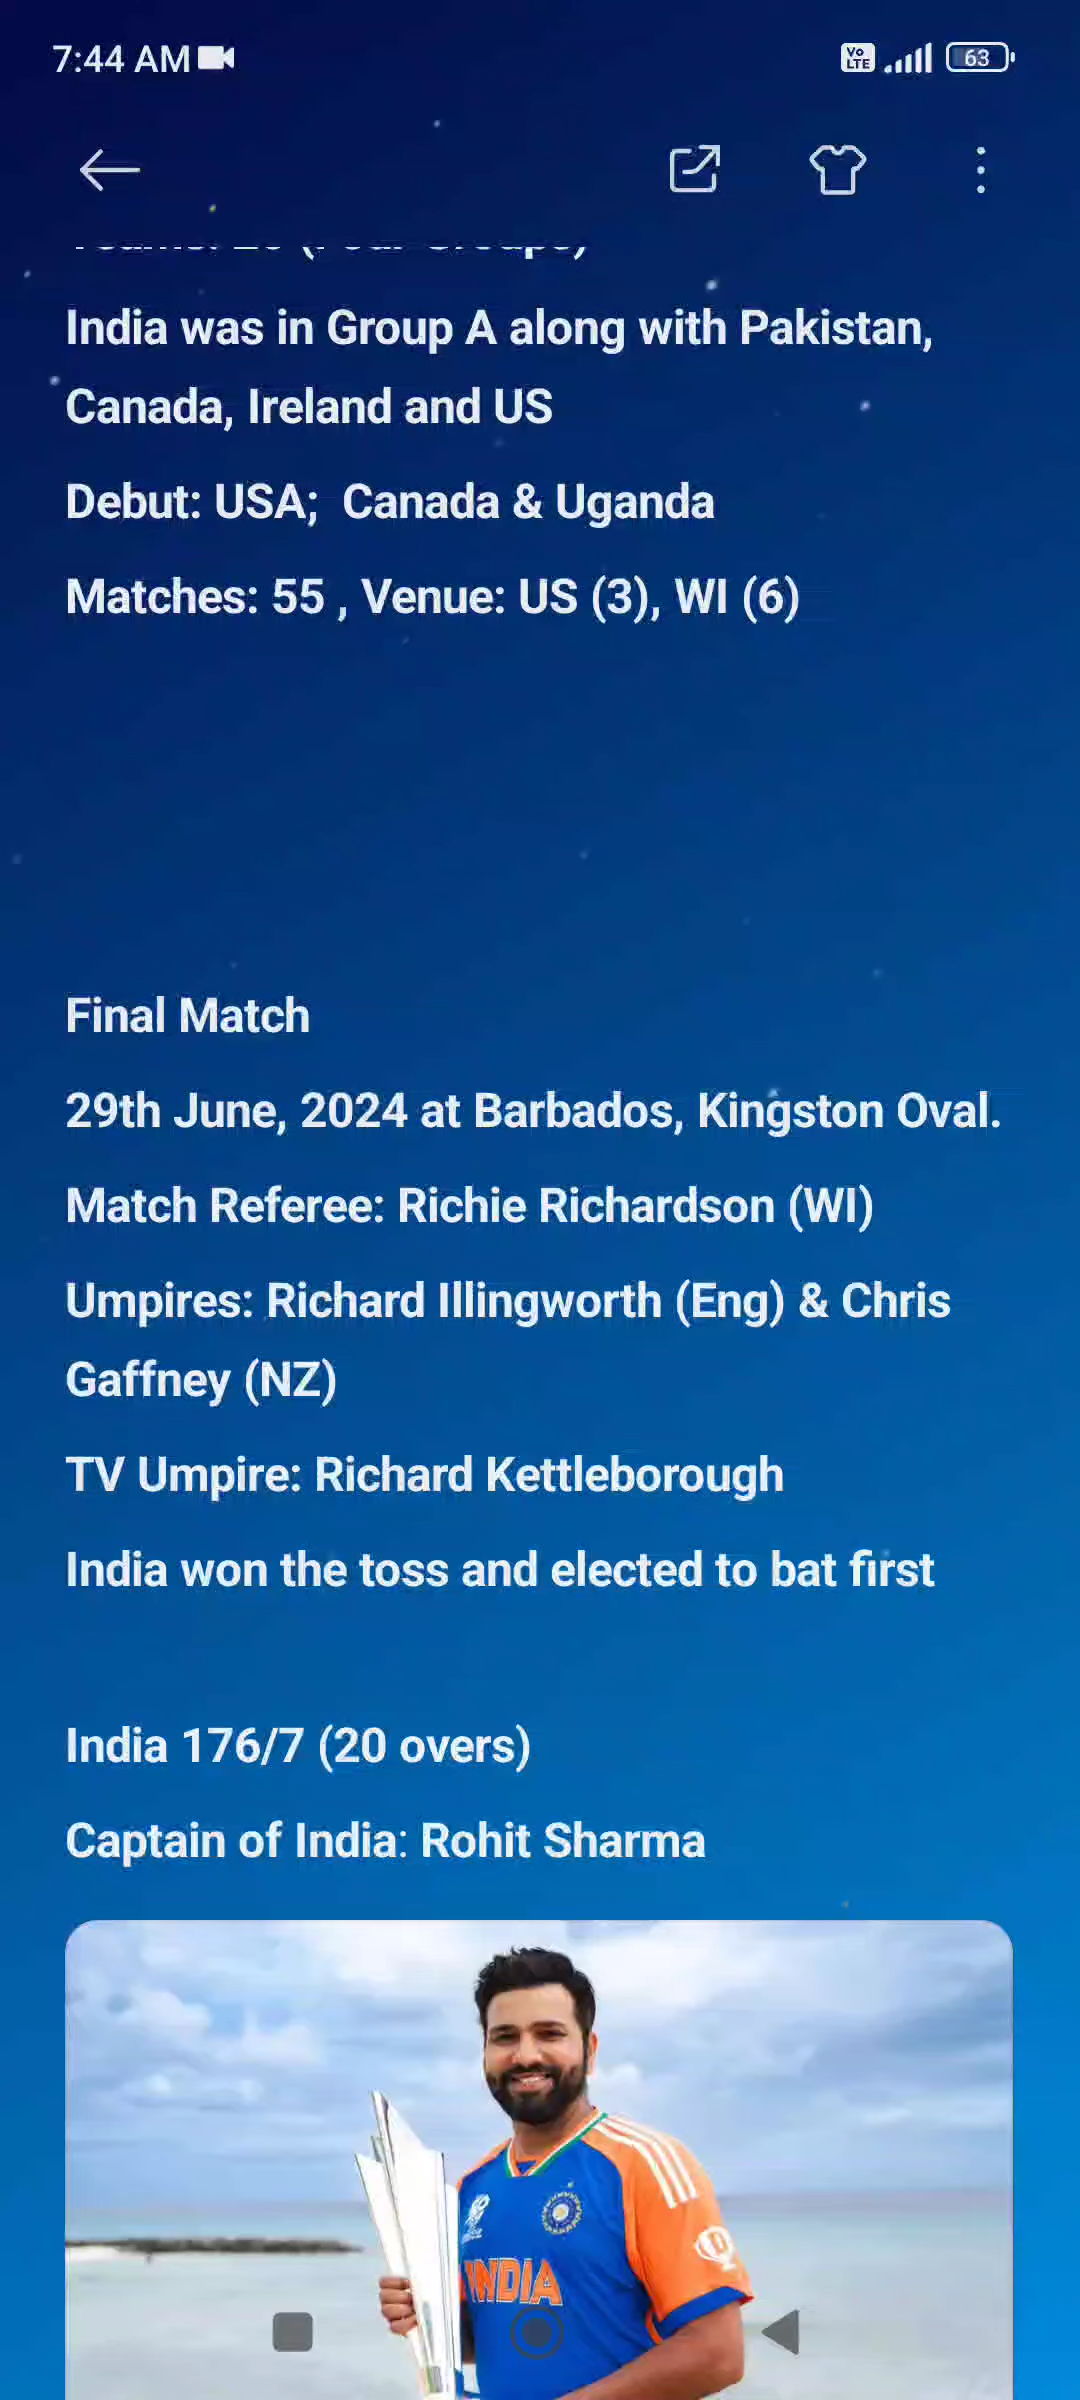 7:44 AM
Vo LTE
63
India was in Group A along with Pakistan,
Canada, Ireland and US
Debut: USA;  Canada & Uganda
Matches: 55 , Venue: US (3), WI (6)
Final Match
29th June, 2024 at Barbados, Kingston Oval.
Match Referee: Richie Richardson (WI)
Umpires: Richard Illingworth (Eng) & Chris
Gaffney (NZ)
TV Umpire: Richard Kettleborough
India won the toss and elected to bat first
India 176/7 (20 overs)
Captain of India: Rohit Sharma
INDIA